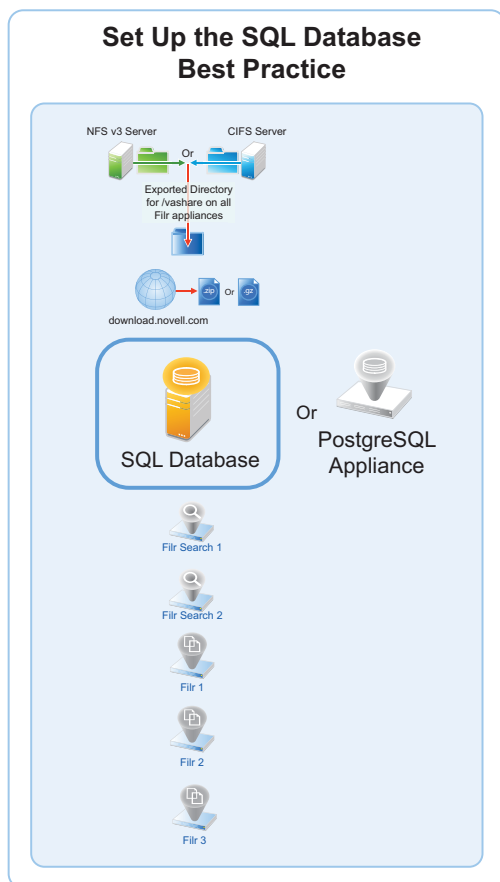 Set Up the SQL Database
Best Practice
NFS v3 Server
CIFS Server
Or
Exported Directory
for /vashare on all
Filr appliances
.zip
Or
.gz
download.novell.com
SQL Database
Or
PostgreSQL
Appliance
Filr Search 1
Filr Search 2
Filr 1
Filr 2
Filr 3